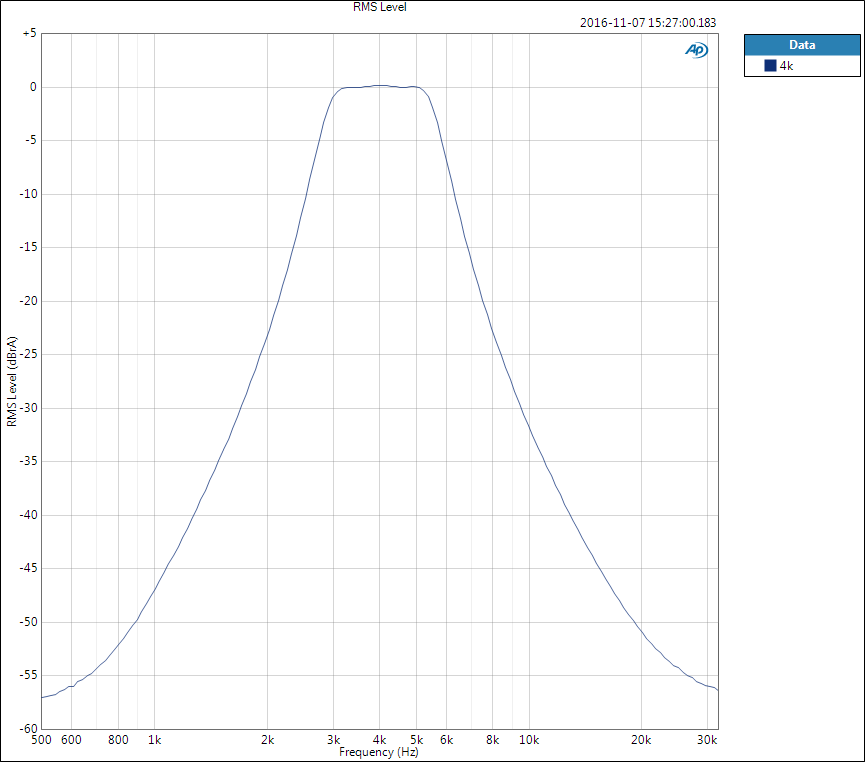 RMS Level
2016-11-07 15:27:00.183
+5
0
-5
-10
-15
-20
-25
-30
-35
-40
-45
-50
-55
-60
RMS Level (dBrA)
500 600 800 1k 2k 3k 4k 5k 6k 8k 10k 20k 30k
Frequency (Hz)
AP
Data
4k